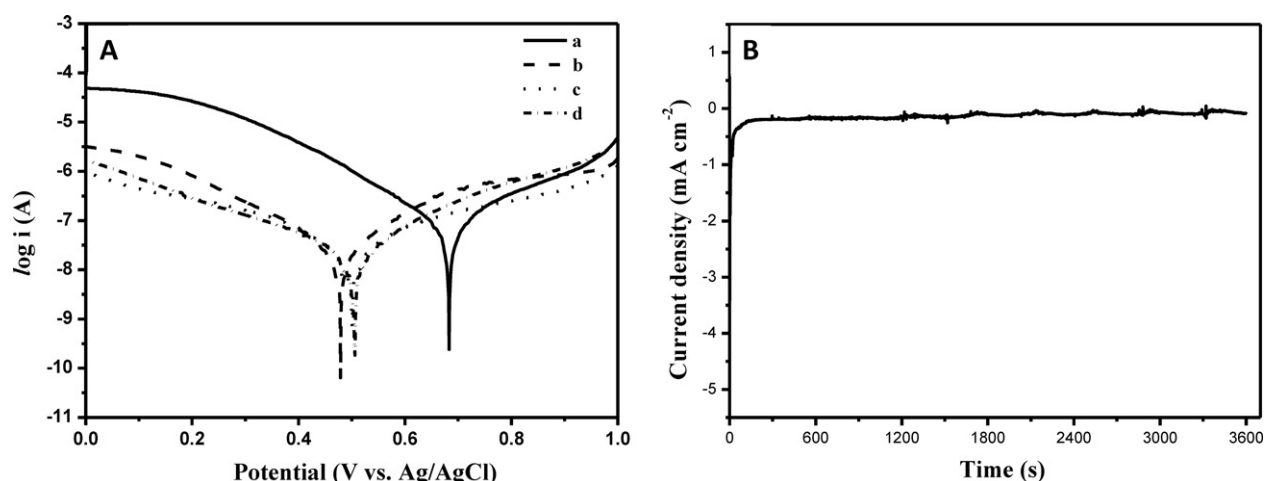 A
a
b
c
d
-3
-4
-5
-6
-7
-8
-9
-10
-11
log i (A)
0.0 0.2 0.4 0.6 0.8 1.0
Potential (V vs. Ag/AgCl)
B
1
0
-1
-2
-3
-4
-5
Current density (mA cm⁻²)
0 600 1200 1800 2400 3000 3600
Time (s)